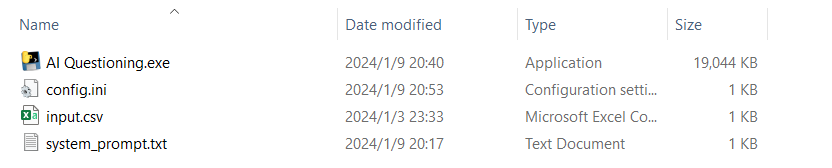 Name Date modified Type Size
AI Questioning.exe 2024/1/9 20:40 Application 19,044 KB
config.ini 2024/1/9 20:53 Configuration setti... 1 KB
input.csv 2024/1/3 23:33 Microsoft Excel Co... 1 KB
system_prompt.txt 2024/1/9 20:17 Text Document 1 KB